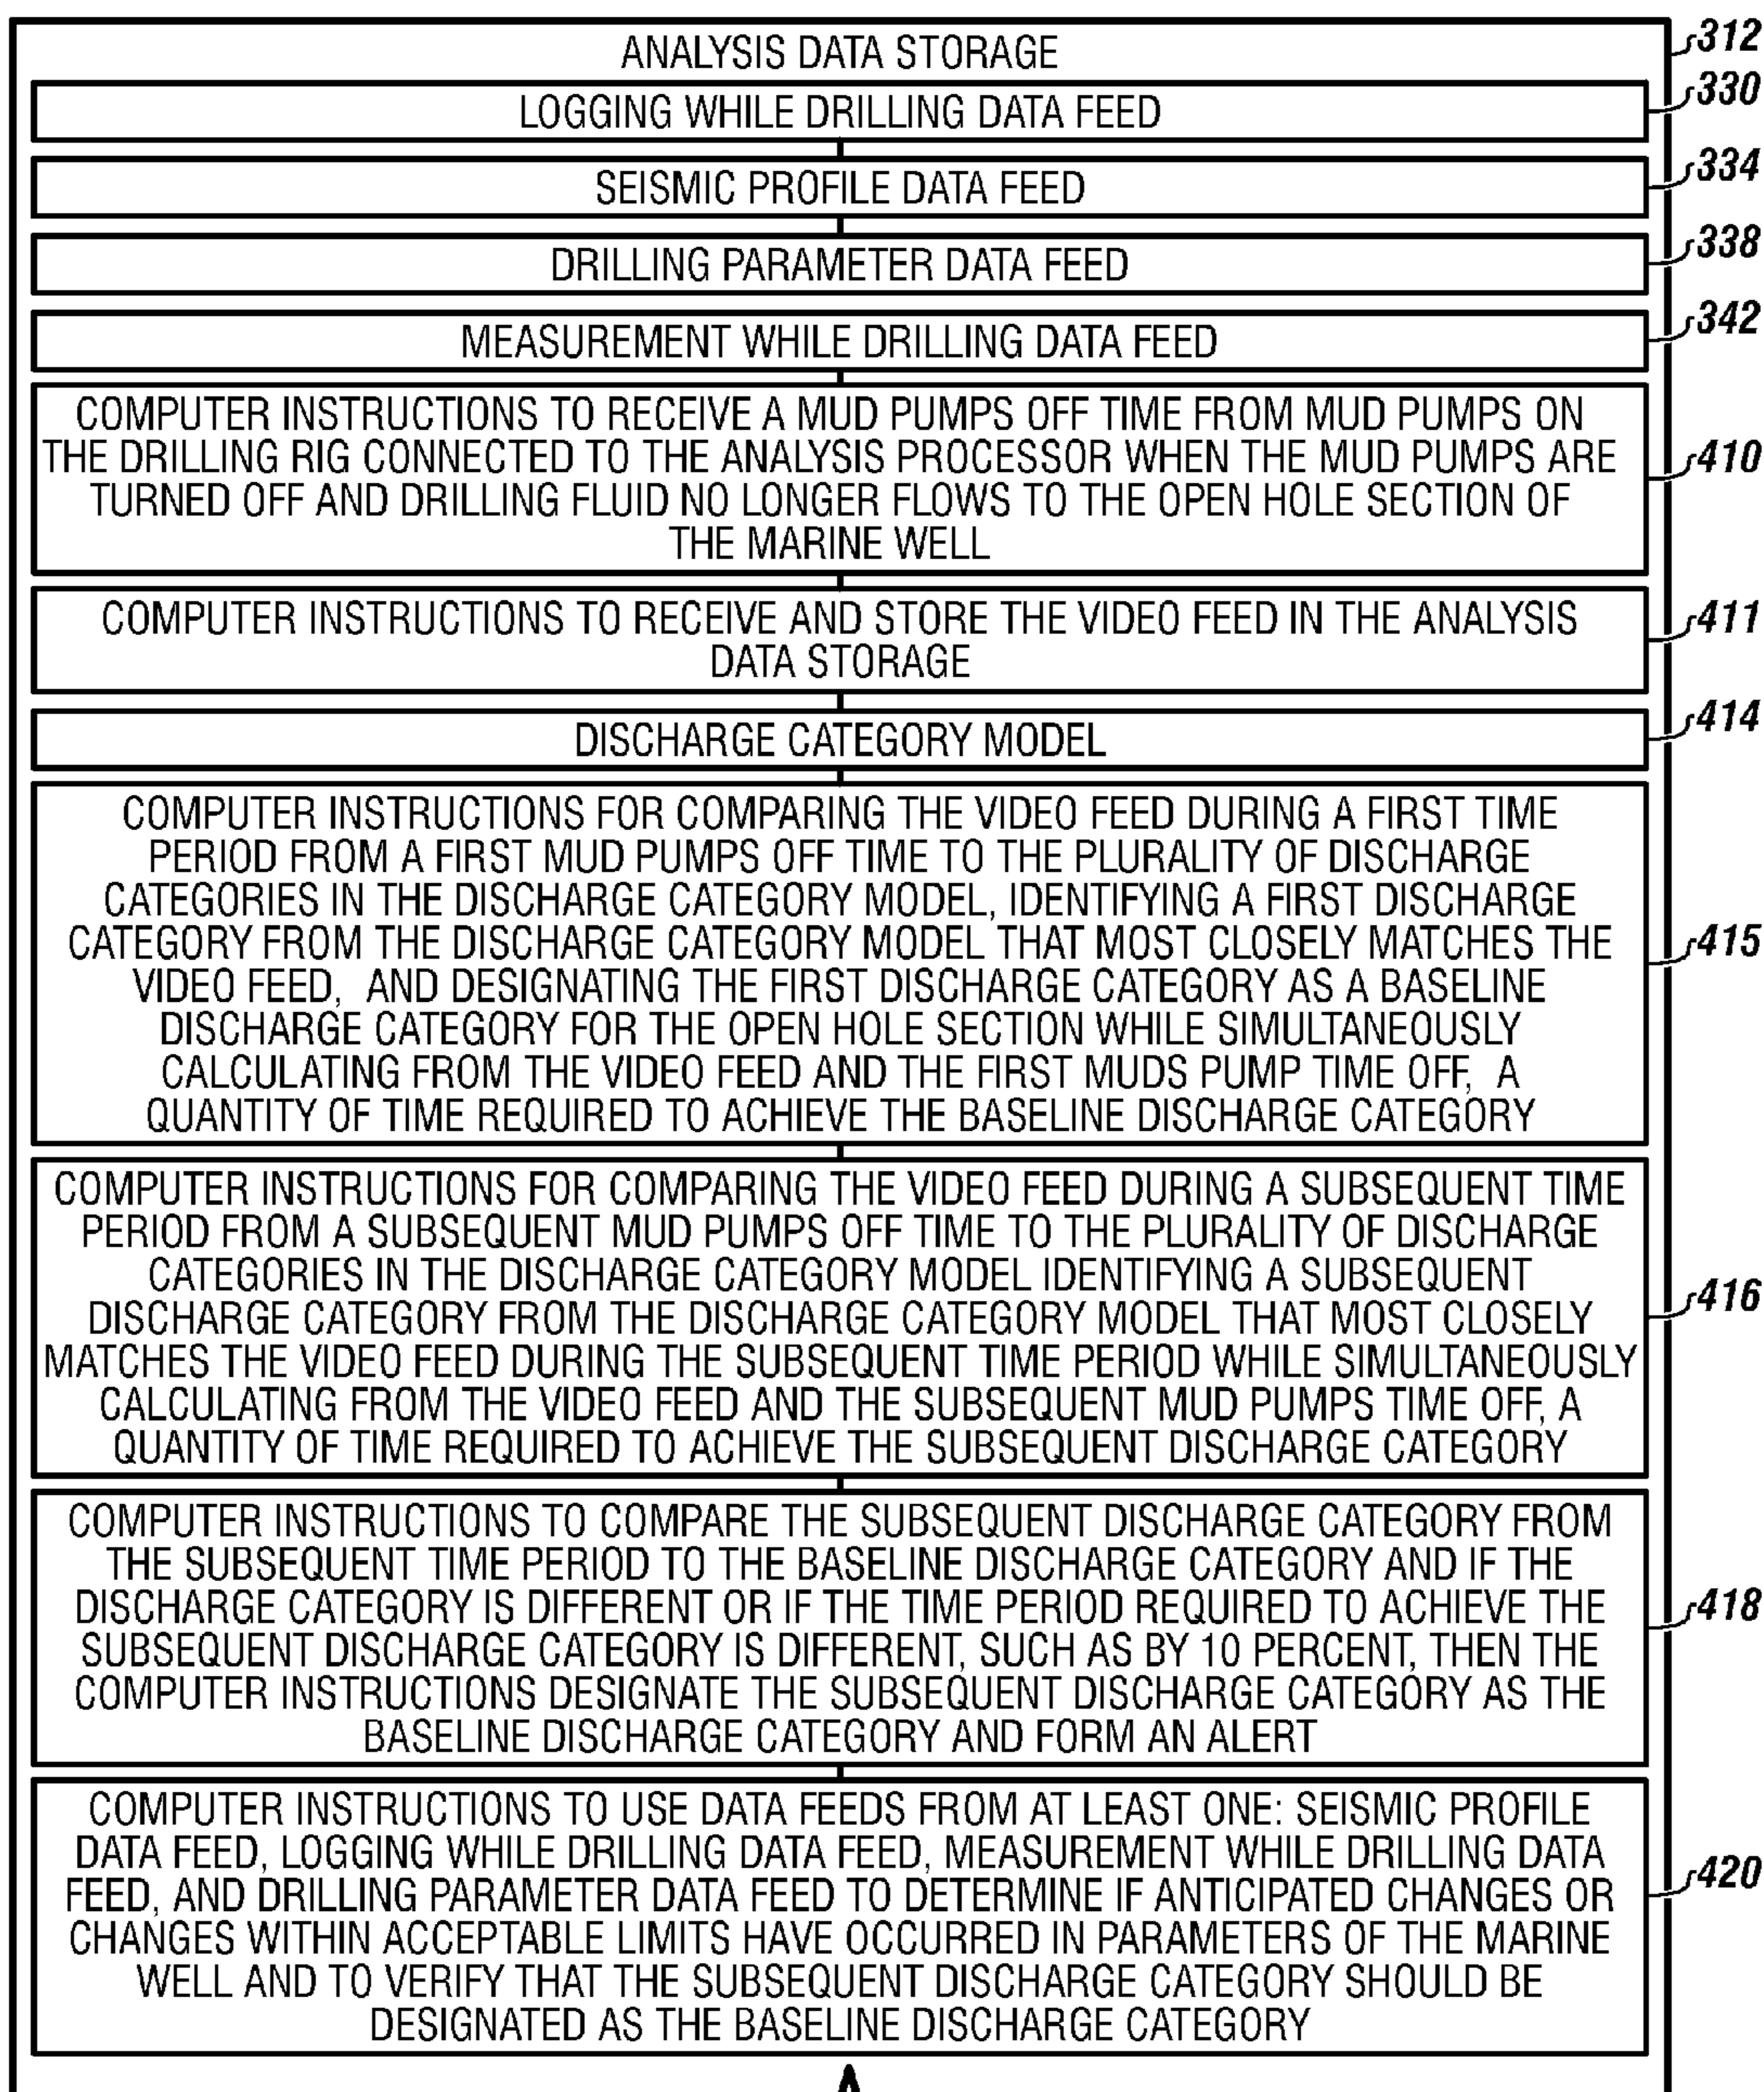 ANALYSIS DATA STORAGE
312
LOGGING WHILE DRILLING DATA FEED
330
SEISMIC PROFILE DATA FEED
334
DRILLING PARAMETER DATA FEED
338
MEASUREMENT WHILE DRILLING DATA FEED
342
COMPUTER INSTRUCTIONS TO RECEIVE A MUD PUMPS OFF TIME FROM MUD PUMPS ON
THE DRILLING RIG CONNECTED TO THE ANALYSIS PROCESSOR WHEN THE MUD PUMPS ARE
TURNED OFF AND DRILLING FLUID NO LONGER FLOWS TO THE OPEN HOLE SECTION OF
THE MARINE WELL
410
COMPUTER INSTRUCTIONS TO RECEIVE AND STORE THE VIDEO FEED IN THE ANALYSIS
DATA STORAGE
411
DISCHARGE CATEGORY MODEL
414
COMPUTER INSTRUCTIONS FOR COMPARING THE VIDEO FEED DURING A FIRST TIME
PERIOD FROM A FIRST MUD PUMPS OFF TIME TO THE PLURALITY OF DISCHARGE
CATEGORIES IN THE DISCHARGE CATEGORY MODEL, IDENTIFYING A FIRST DISCHARGE
CATEGORY FROM THE DISCHARGE CATEGORY MODEL THAT MOST CLOSELY MATCHES THE
VIDEO FEED, AND DESIGNATING THE FIRST DISCHARGE CATEGORY AS A BASELINE
DISCHARGE CATEGORY FOR THE OPEN HOLE SECTION WHILE SIMULTANEOUSLY
CALCULATING FROM THE VIDEO FEED AND THE FIRST MUDS PUMP TIME OFF, A
QUANTITY OF TIME REQUIRED TO ACHIEVE THE BASELINE DISCHARGE CATEGORY
415
COMPUTER INSTRUCTIONS FOR COMPARING THE VIDEO FEED DURING A SUBSEQUENT TIME
PERIOD FROM A SUBSEQUENT MUD PUMPS OFF TIME TO THE PLURALITY OF DISCHARGE
CATEGORIES IN THE DISCHARGE CATEGORY MODEL IDENTIFYING A SUBSEQUENT
DISCHARGE CATEGORY FROM THE DISCHARGE CATEGORY MODEL THAT MOST CLOSELY
MATCHES THE VIDEO FEED DURING THE SUBSEQUENT TIME PERIOD WHILE SIMULTANEOUSLY
CALCULATING FROM THE VIDEO FEED AND THE SUBSEQUENT MUD PUMPS TIME OFF, A
QUANTITY OF TIME REQUIRED TO ACHIEVE THE SUBSEQUENT DISCHARGE CATEGORY
416
COMPUTER INSTRUCTIONS TO COMPARE THE SUBSEQUENT DISCHARGE CATEGORY FROM
THE SUBSEQUENT TIME PERIOD TO THE BASELINE DISCHARGE CATEGORY AND IF THE
DISCHARGE CATEGORY IS DIFFERENT OR IF THE TIME PERIOD REQUIRED TO ACHIEVE THE
SUBSEQUENT DISCHARGE CATEGORY IS DIFFERENT, SUCH AS BY 10 PERCENT, THEN THE
COMPUTER INSTRUCTIONS DESIGNATE THE SUBSEQUENT DISCHARGE CATEGORY AS THE
BASELINE DISCHARGE CATEGORY AND FORM AN ALERT
418
COMPUTER INSTRUCTIONS TO USE DATA FEEDS FROM AT LEAST ONE: SEISMIC PROFILE
DATA FEED, LOGGING WHILE DRILLING DATA FEED, MEASUREMENT WHILE DRILLING DATA
FEED, AND DRILLING PARAMETER DATA FEED TO DETERMINE IF ANTICIPATED CHANGES OR
CHANGES WITHIN ACCEPTABLE LIMITS HAVE OCCURRED IN PARAMETERS OF THE MARINE
WELL AND TO VERIFY THAT THE SUBSEQUENT DISCHARGE CATEGORY SHOULD BE
DESIGNATED AS THE BASELINE DISCHARGE CATEGORY
420